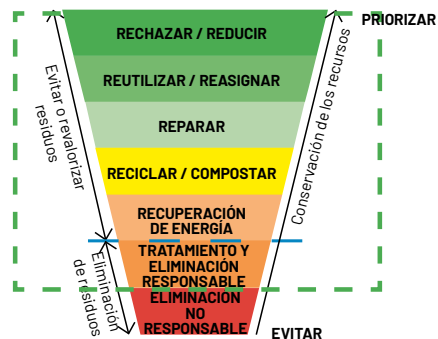 PRIORIZAR
RECHAZAR / REDUCIR
REUTILIZAR / REASIGNAR
REPARAR
RECICLAR / COMPOSTAR
RECUPERACIÓN
DE ENERGÍA
TRATAMIENTO Y
ELIMINACIÓN
RESPONSABLE
ELIMINACIÓN
NO
RESPONSABLE
EVITAR
Evitar o revalorizar
residuos
Eliminación
de residuos
Conservación de los recursos